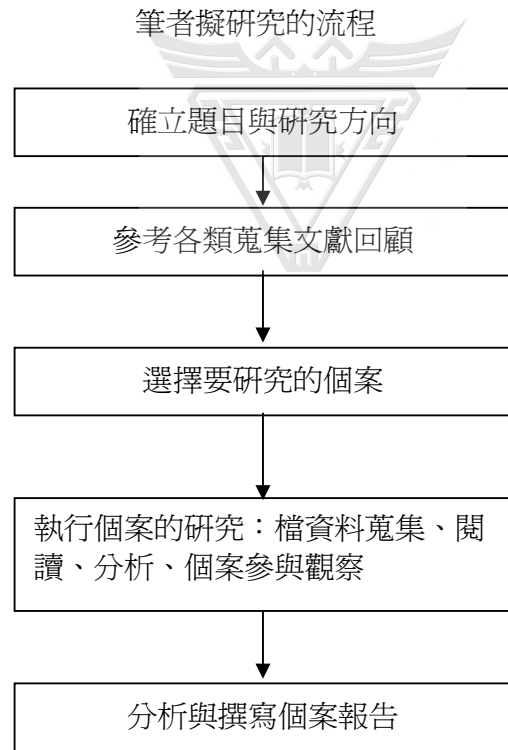 筆者擬研究的流程
確立題目與研究方向
參考各類蒐集文獻回顧
選擇要研究的個案
執行個案的研究：檔資料蒐集、閱
讀、分析、個案參與觀察
分析與撰寫個案報告